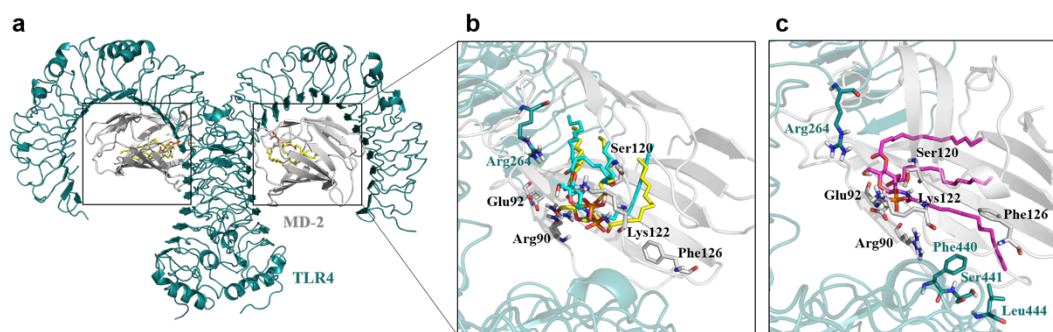 a
MD-2
TLR4
b
Arg264
Ser120
Glu92
Arg90
Lys122
Phe126
c
Arg264
Ser120
Glu92
Lys122
Phe126
Arg90
Phe440
Ser441
Leu444